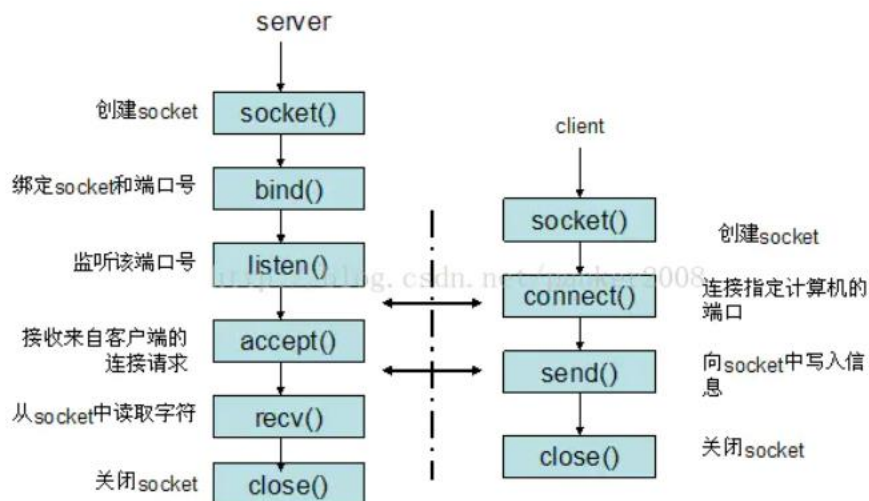 server
创建socket
socket()
绑定socket和端口号
bind()
监听该端口号
listen()
接收来自客户端的
连接请求
accept()
从socket中读取字符
recv()
关闭socket
close()
client
socket()
创建socket
connect()
连接指定计算机的
端口
send()
向socket中写入信
息
close()
关闭socket